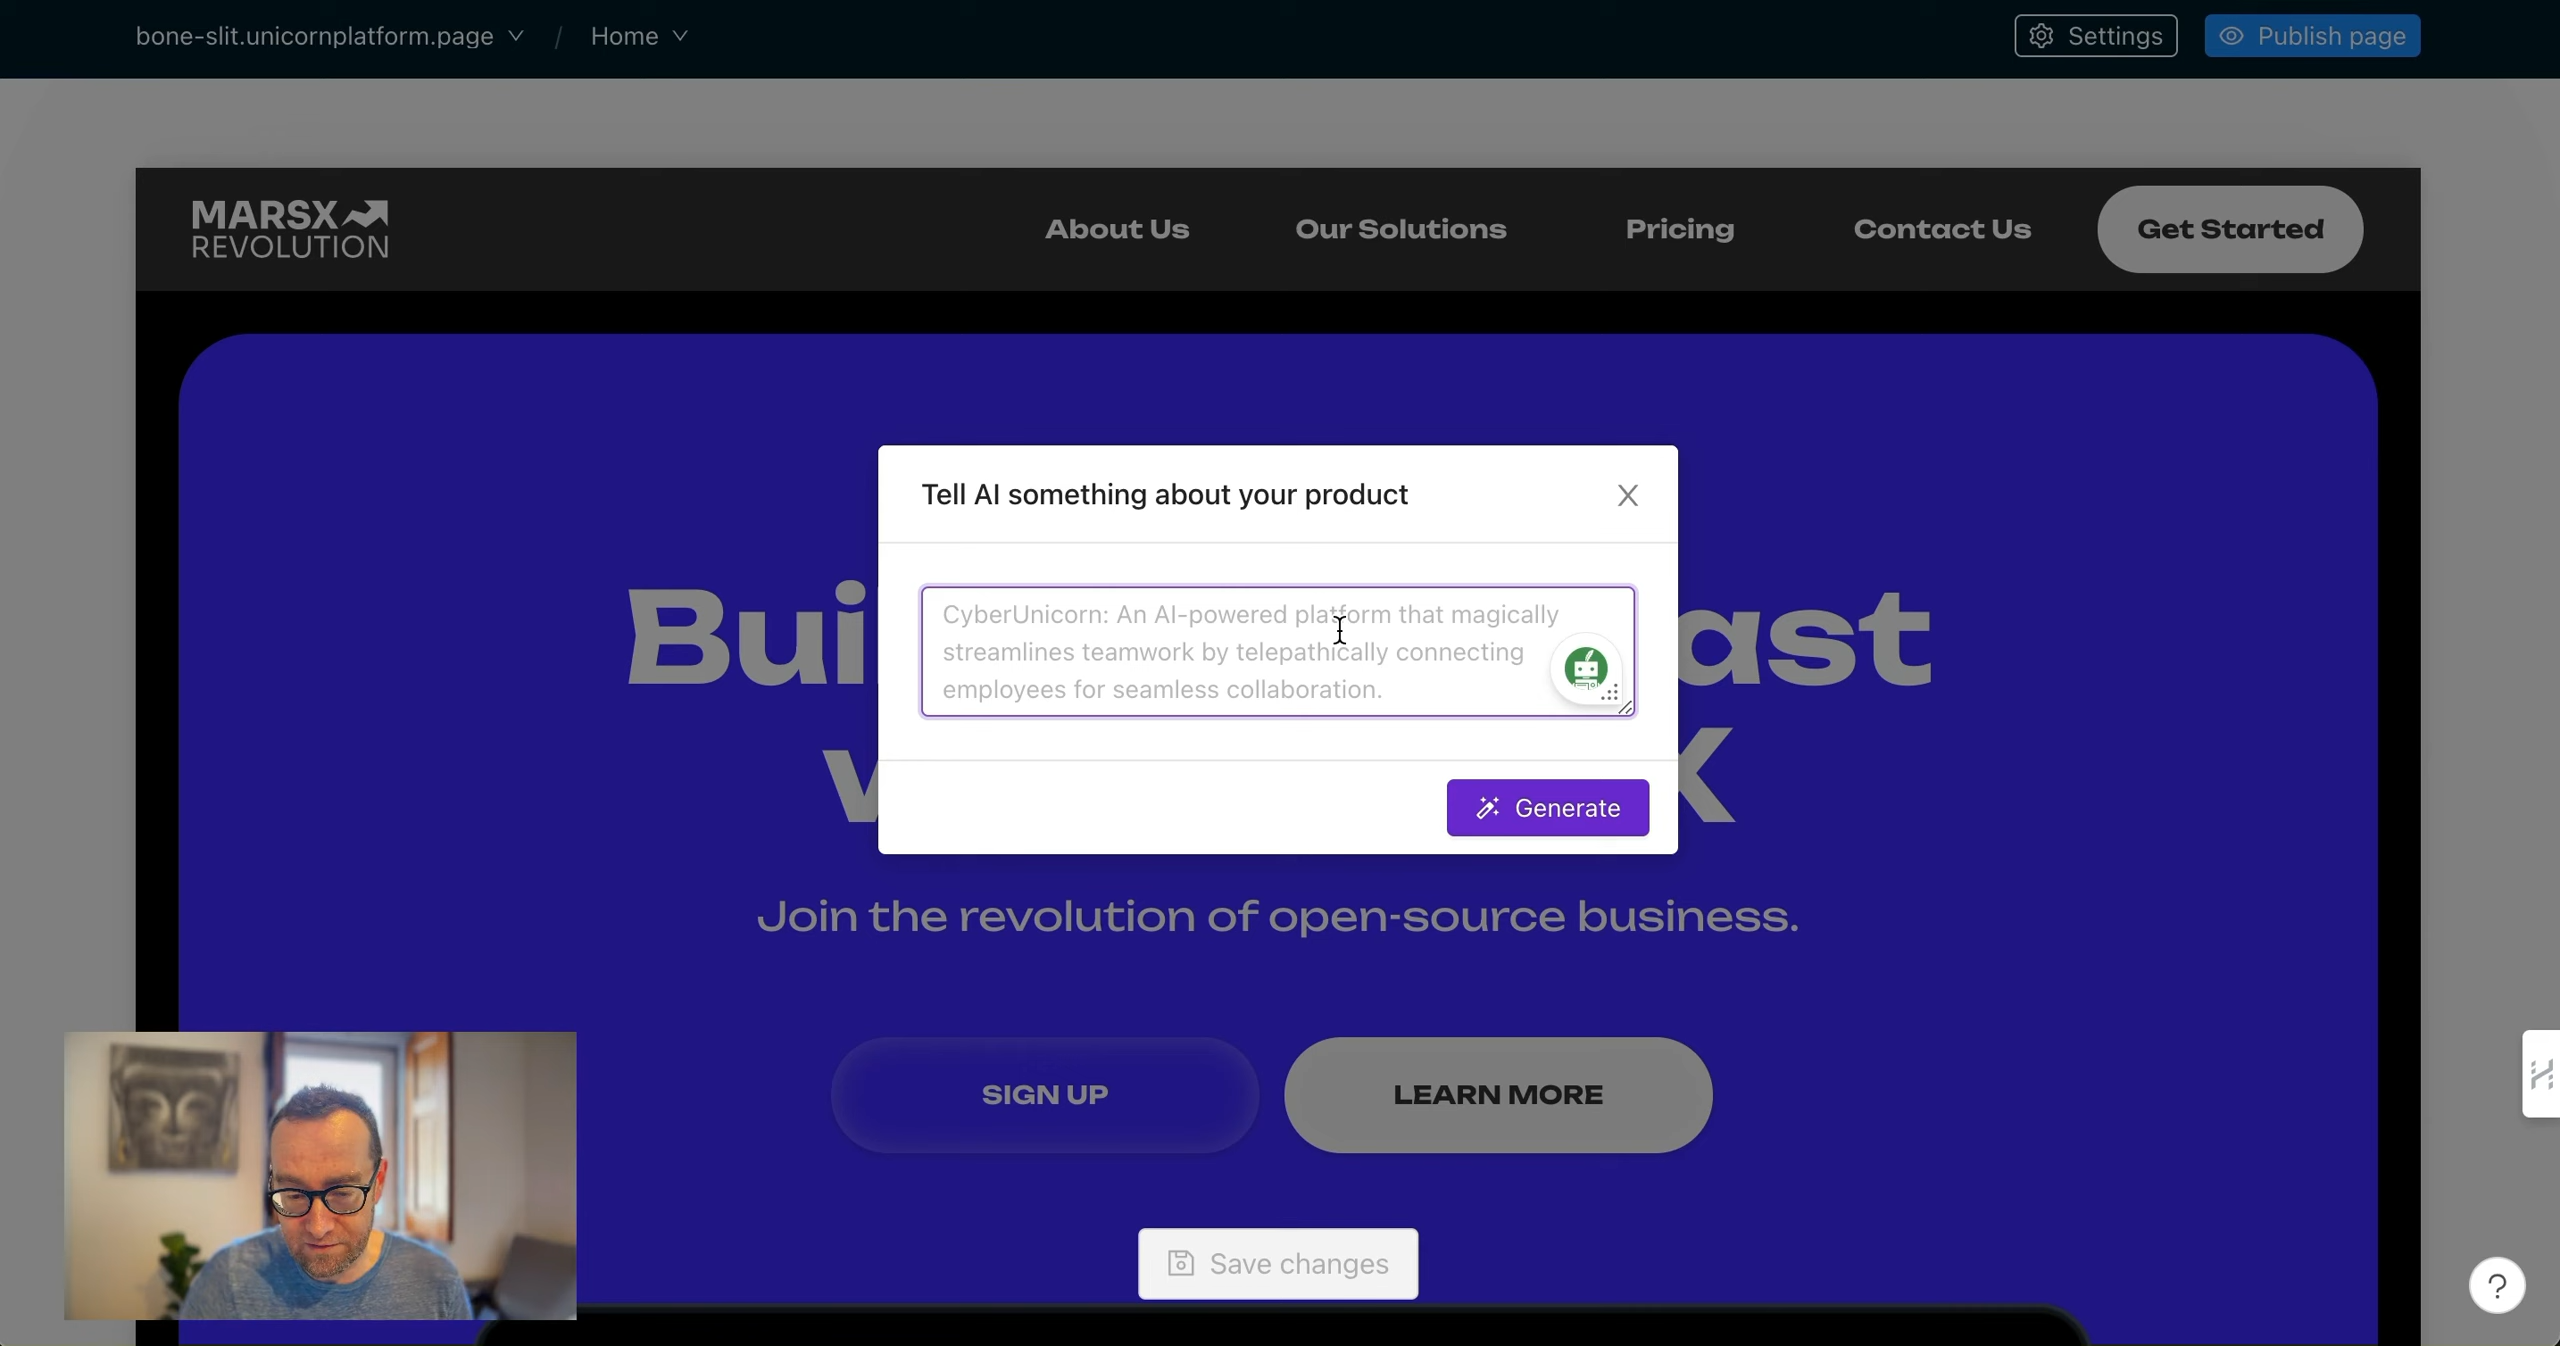 bone-slit.unicornplatform.page / Home
Settings
Publish page
MARSX
REVOLUTION
About Us
Our Solutions
Pricing
Contact Us
Get Started
Tell AI something about your product
CyberUnicorn: An AI-powered platform that magically
streamlines teamwork by telepathically connecting
employees for seamless collaboration.
Generate
Join the revolution of open-source business.
SIGN UP
LEARN MORE
Save changes
?